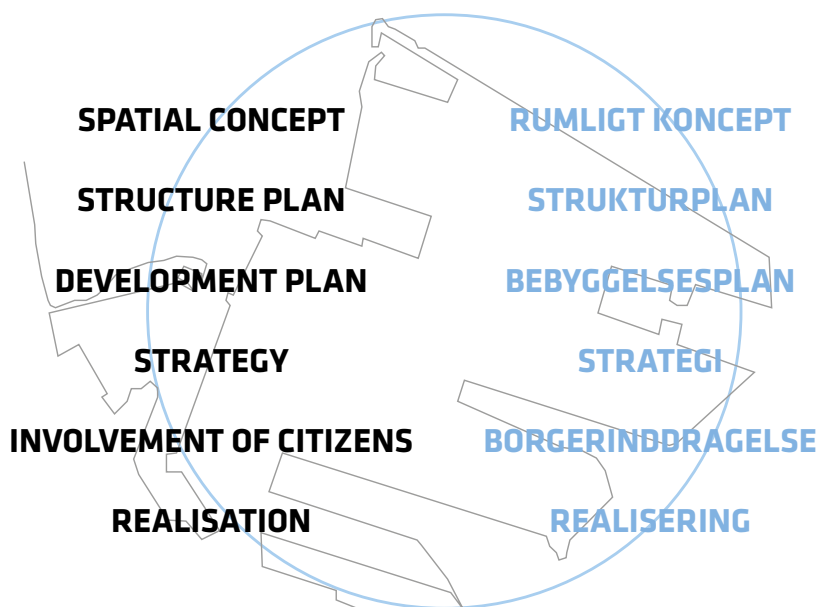 SPATIAL CONCEPT
STRUCTURE PLAN
DEVELOPMENT PLAN
STRATEGY
INVOLVEMENT OF CITIZENS
REALISATION
RUMLIGT KONCEPT
STRUKTURPLAN
BEBYGGELSESPLAN
STRATEGI
BORGERINDDRAGELSE
REALISERING